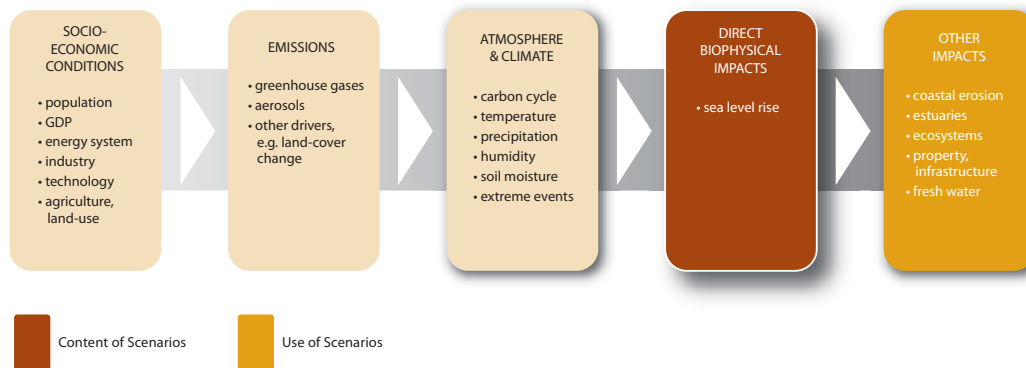 SOCIO-
ECONOMIC
CONDITIONS
• population
• GDP
• energy system
• industry
• technology
• agriculture,
land-use
EMISSIONS
• greenhouse gases
• aerosols
• other drivers,
e.g. land-cover
change
ATMOSPHERE
& CLIMATE
• carbon cycle
• temperature
• precipitation
• humidity
• soil moisture
• extreme events
DIRECT
BIOPHYSICAL
IMPACTS
• sea level rise
OTHER
IMPACTS
• coastal erosion
• estuaries
• ecosystems
• property,
infrastructure
• fresh water
Content of Scenarios
Use of Scenarios